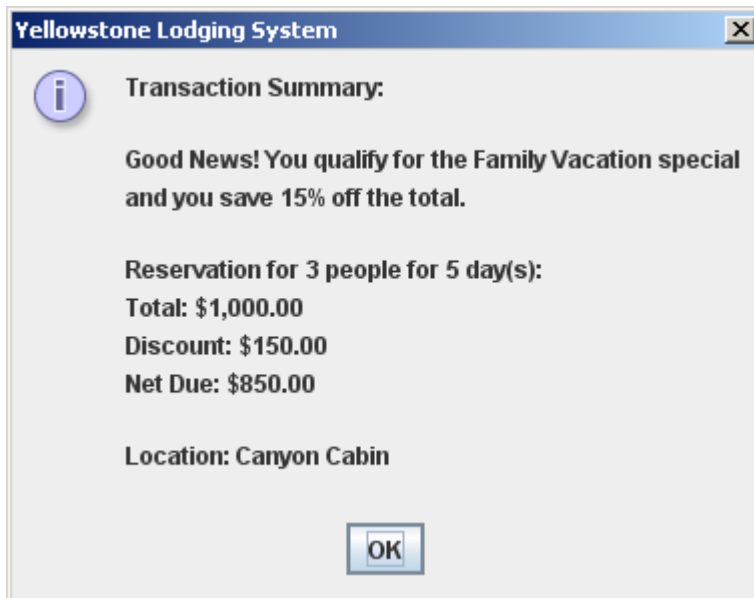 Yellowstone Lodging System
Transaction Summary:
Good News! You qualify for the Family Vacation special
and you save 15% off the total.
Reservation for 3 people for 5 day(s):
Total: $1,000.00
Discount: $150.00
Net Due: $850.00
Location: Canyon Cabin
OK